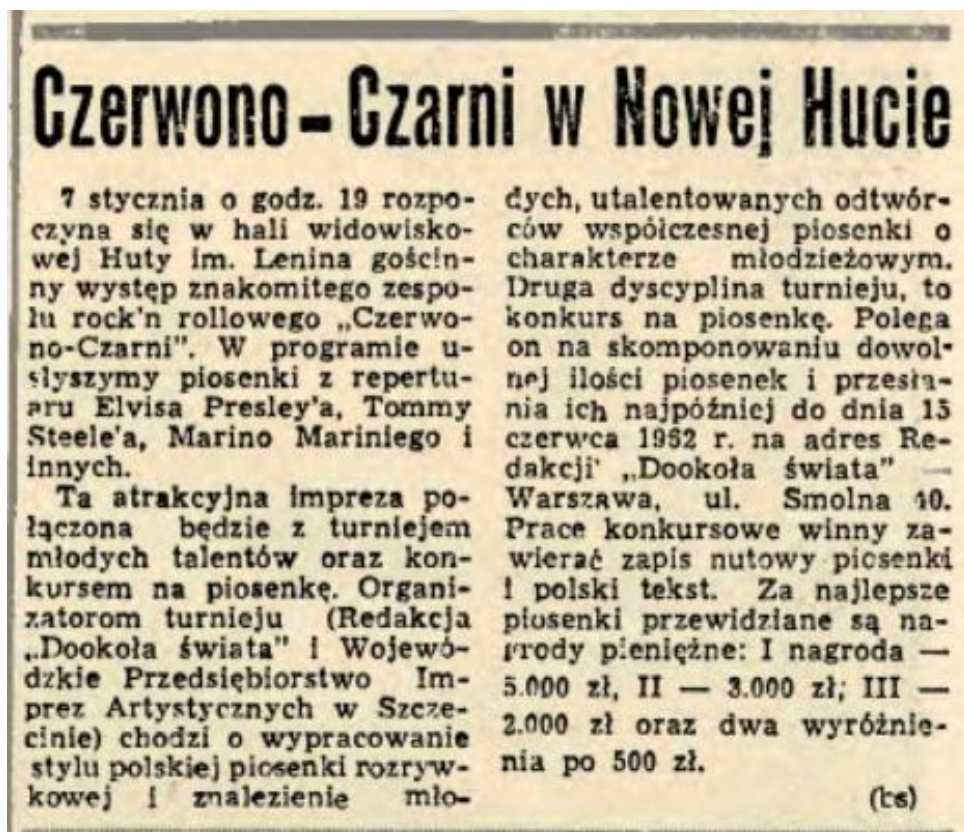 Czerwono-Czarni w Nowej Hucie
7 stycznia o godz. 19 rozpo-
czyna się w hali widowisko-
wej Huty im. Lenina gościn-
ny występ znakomitego zespo-
łu rock'n rollowego „Czerwo-
no-Czarni". W programie u-
słyszymy piosenki z repertu-
aru Elvisa Presley'a, Tommy
Steele'a, Marino Mariniego i
innych.
Ta atrakcyjna impreza po-
łączona będzie z turniejem
młodych talentów oraz kon-
kursem na piosenkę. Organi-
zatorom turnieju (Redakcja
„Dookoła świata" i Wojewó-
dzkie Przedsiębiorstwo Im-
prez Artystycznych w Szcze-
cinie) chodzi o wypracowanie
stylu polskiej piosenki rozryw-
kowej i znalezienie mło-
dych, utalentowanych odtwór-
ców współczesnej piosenki o
charakterze młodzieżowym.
Druga dyscyplina turnieju, to
konkurs na piosenkę. Polega
on na skomponowaniu dowol-
nej ilości piosenek i przesła-
nia ich najpóźniej do dnia 15
czerwca 1962 r. na adres Re-
dakcji „Dookoła świata" —
Warszawa, ul. Smolna 40.
Prace konkursowe winny za-
wierać zapis nutowy piosenki
i polski tekst. Za najlepsze
piosenki przewidziane są na-
grody pieniężne: I nagroda —
5.000 zł, II — 3.000 zł; III —
2.000 zł oraz dwa wyróżnie-
nia po 500 zł.
(bs)